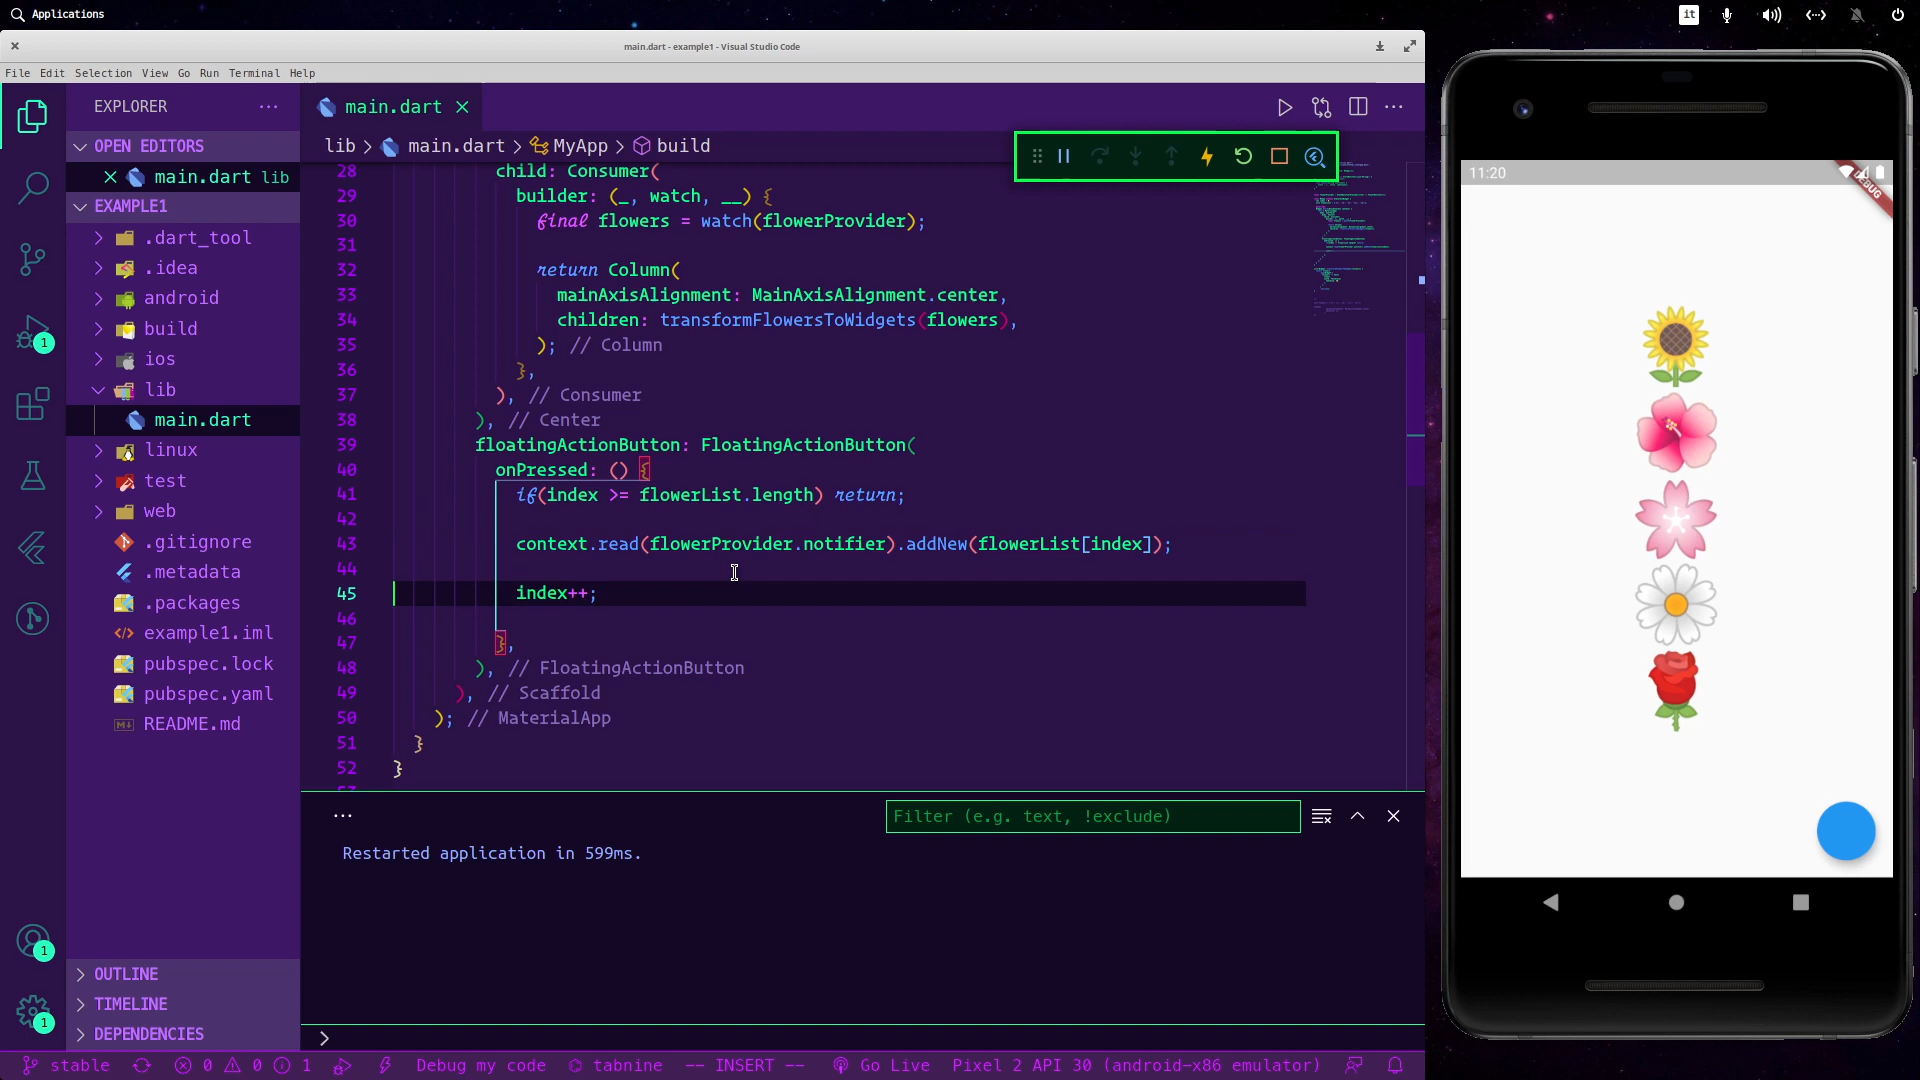 Applications
it
main.dart - example1 - Visual Studio Code
File Edit Selection View Go Run Terminal Help
EXPLORER
main.dart
OPEN EDITORS
main.dart lib
EXAMPLE1
.dart_tool
.idea
android
build
ios
lib
main.dart
linux
test
web
.gitignore
.metadata
.packages
example1.iml
pubspec.lock
pubspec.yaml
README.md
OUTLINE
TIMELINE
DEPENDENCIES
1
1
1
lib > main.dart > MyApp > build
28 child: Consumer(
29 builder: (_, watch, __) {
30 final flowers = watch(flowerProvider);
31
32 return Column(
33 mainAxisAlignment: MainAxisAlignment.center,
34 children: transformFlowersToWidgets(flowers),
35 ); // Column
36 },
37 ), // Consumer
38 ), // Center
39 floatingActionButton: FloatingActionButton(
40 onPressed: () {
41 if(index >= flowerList.length) return;
42
43 context.read(flowerProvider.notifier).addNew(flowerList[index]);
44
45 index++;
46
47 },
48 ), // FloatingActionButton
49 ), // Scaffold
50 ); // MaterialApp
51 }
52 }
Filter (e.g. text, !exclude)
Restarted application in 599ms.
>
stable 0 0 1 Debug my code tabnine -- INSERT -- Go Live Pixel 2 API 30 (android-x86 emulator)
11:20
DEBUG